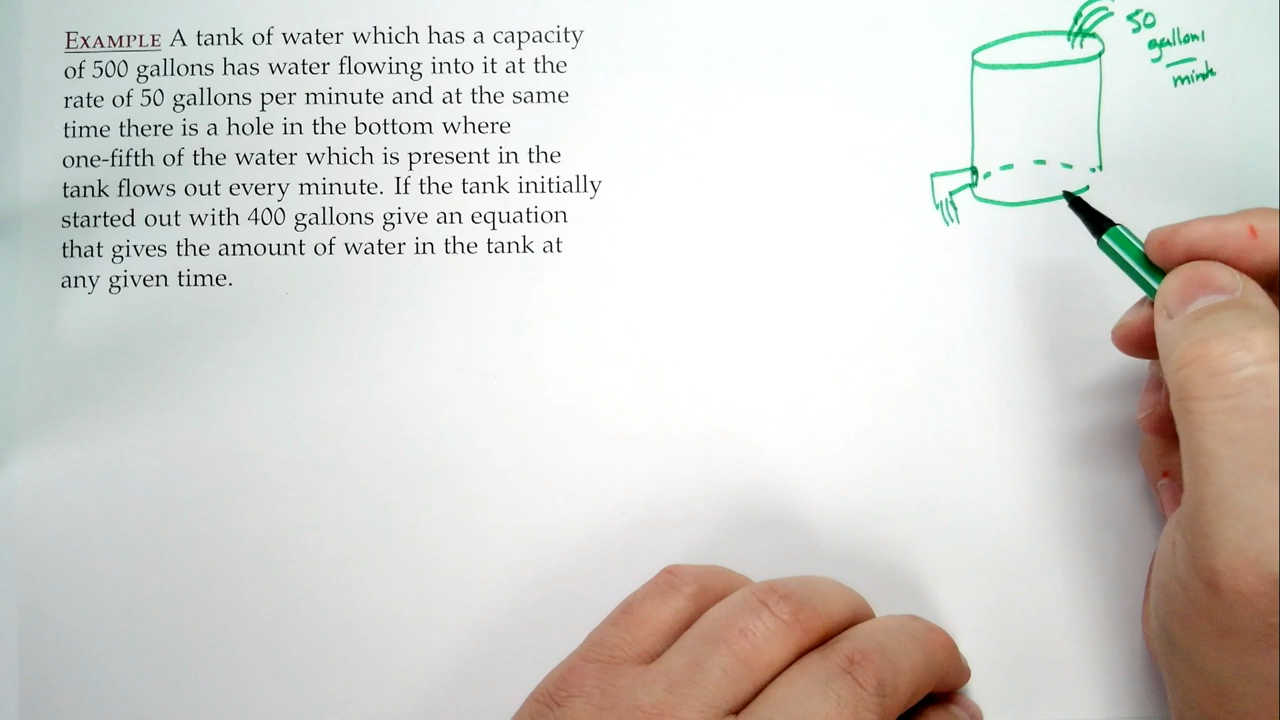 EXAMPLE A tank of water which has a capacity
of 500 gallons has water flowing into it at the
rate of 50 gallons per minute and at the same
time there is a hole in the bottom where
one-fifth of the water which is present in the
tank flows out every minute. If the tank initially
started out with 400 gallons give an equation
that gives the amount of water in the tank at
any given time.
50
gallons